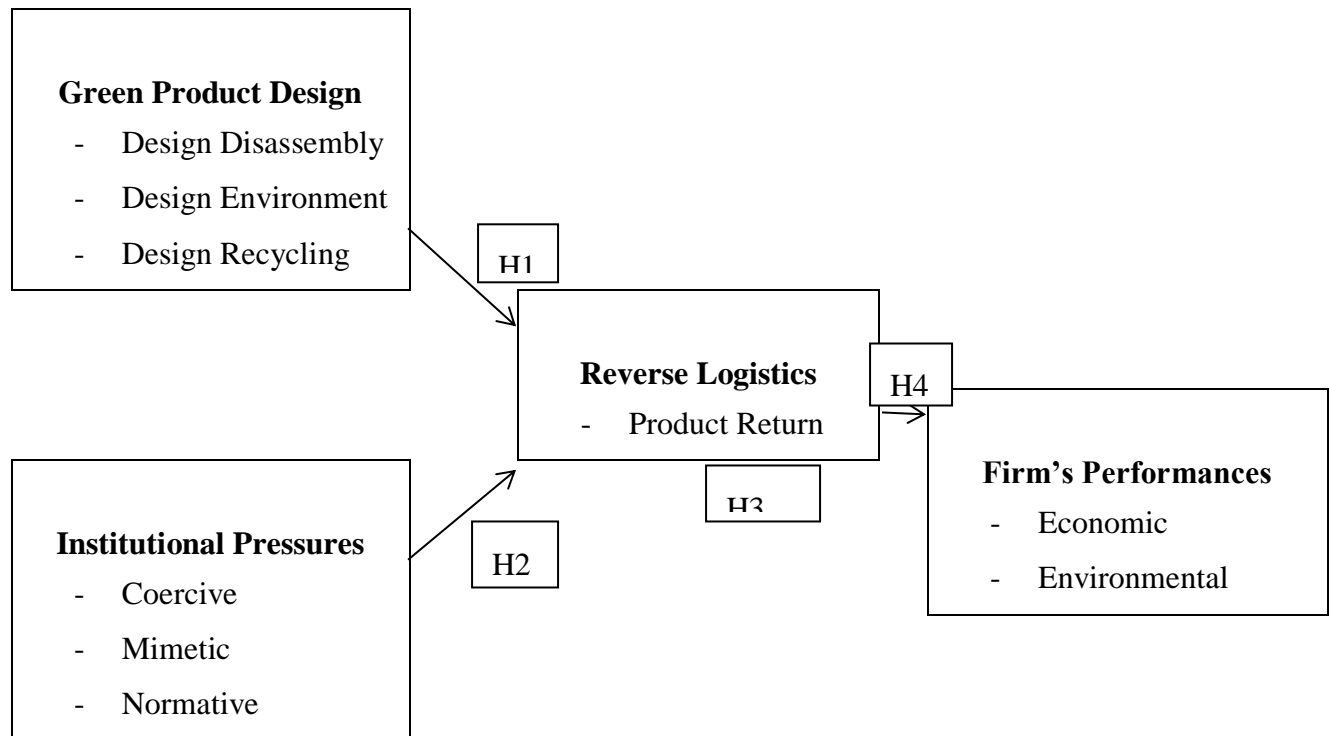 Green Product Design
- Design Disassembly
- Design Environment
- Design Recycling
H1
Reverse Logistics
- Product Return
H4
Firm's Performances
- Economic
- Environmental
H3
Institutional Pressures
- Coercive
- Mimetic
- Normative
H2